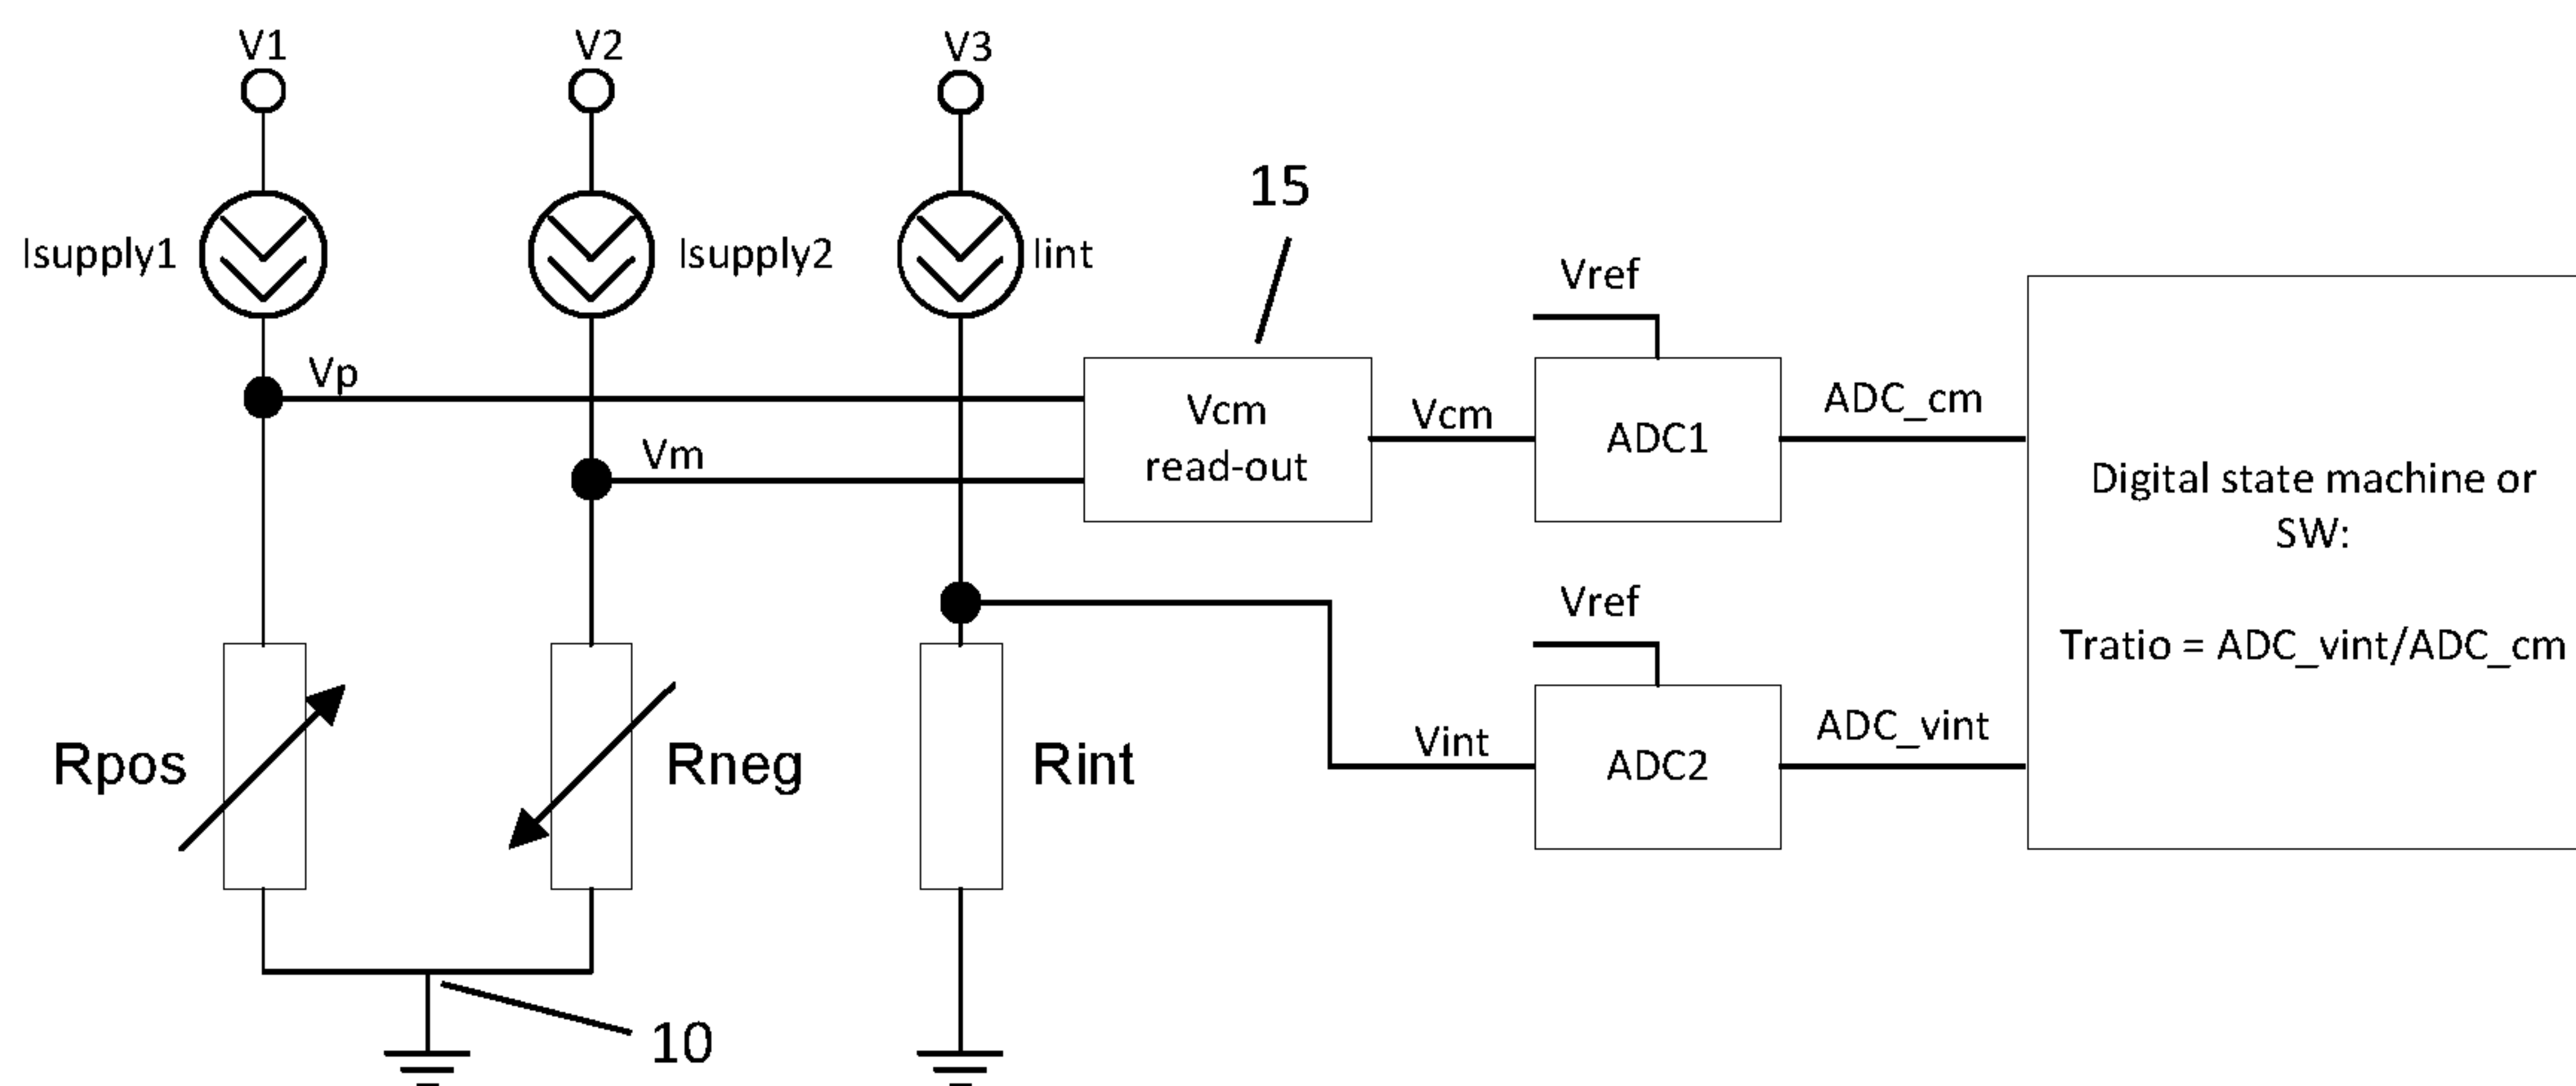 V1
V2
V3
15
Isupply1
Isupply2
Iint
Vref
Vp
Vcm
read-out
Vcm
ADC1
ADC_cm
Vm
Digital state machine or
SW:
Vref
Tratio = ADC_vint/ADC_cm
Rpos
Rneg
Rint
Vint
ADC2
ADC_vint
10